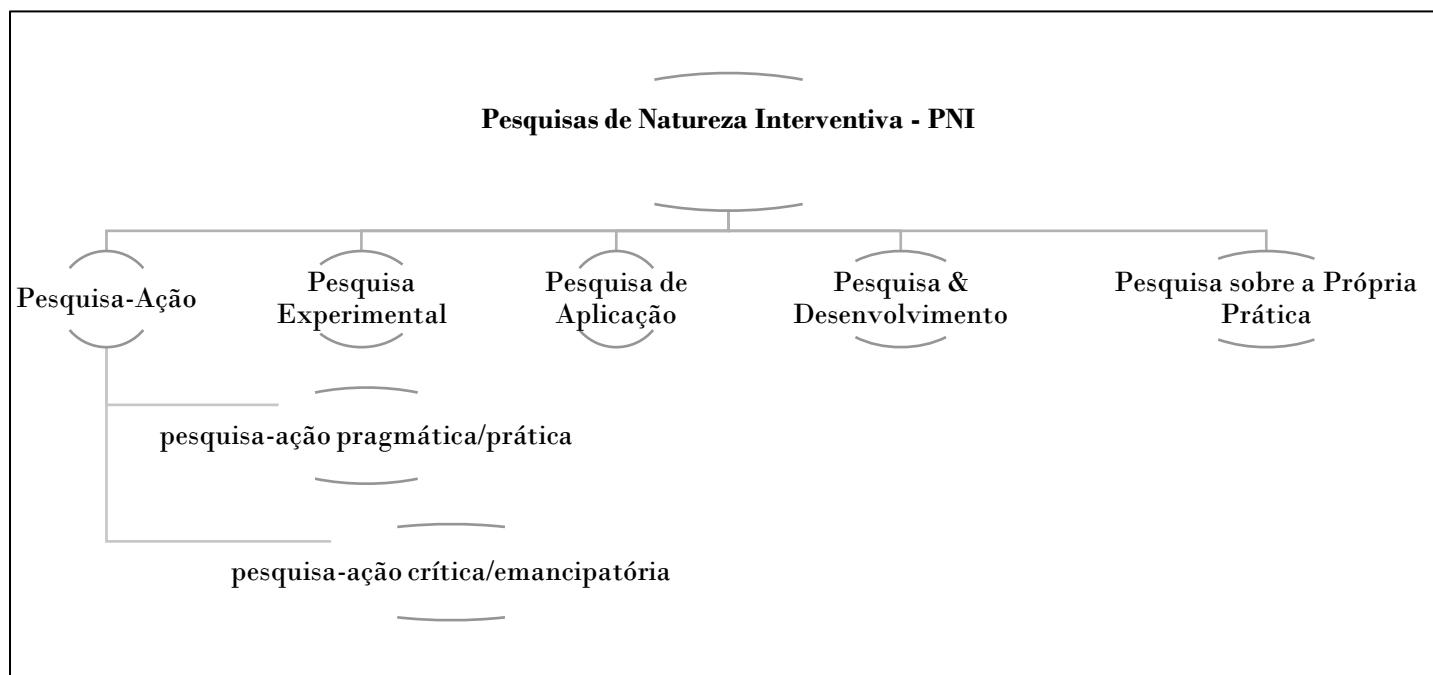 Pesquisas de Natureza Interventiva - PNI
Pesquisa-Ação
Pesquisa
Experimental
Pesquisa de
Aplicação
Pesquisa &
Desenvolvimento
Pesquisa sobre a Própria
Prática
pesquisa-ação pragmática/prática
pesquisa-ação crítica/emancipatória